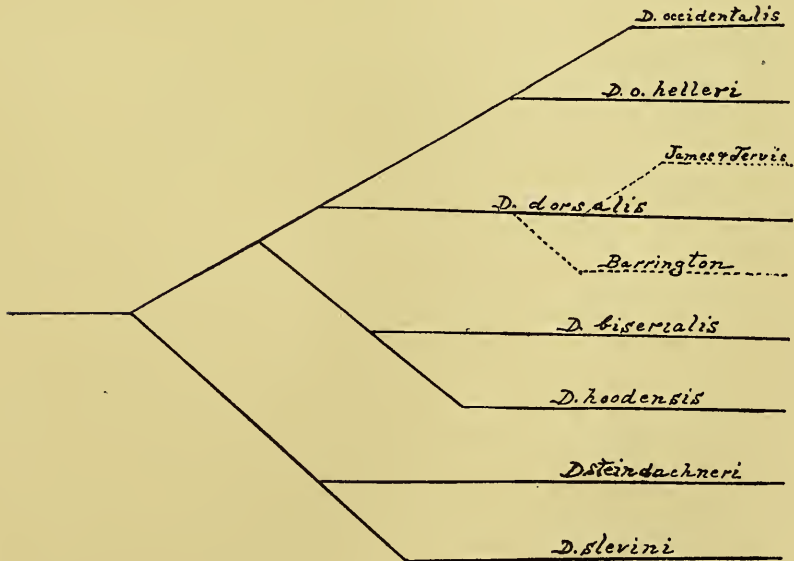 D. occidentalis
D. o. helleri
James & Jervis
D. dorsalis
Barrington
D. biserialis
D. hoodensis
D steindachneri
D. slevini